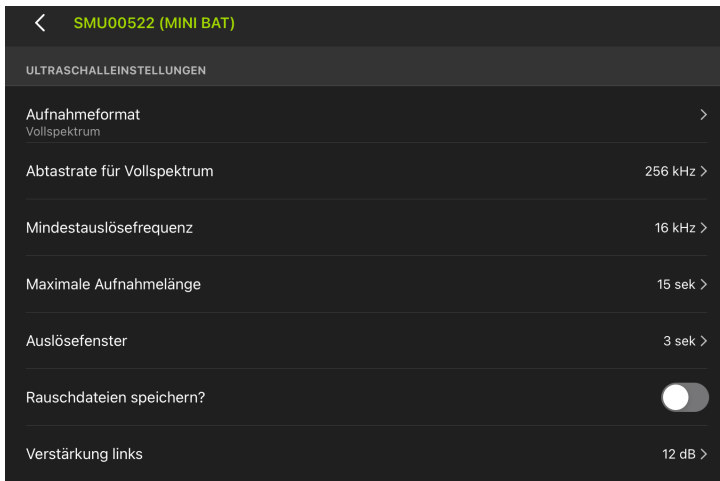 SMU00522 (MINI BAT)
ULTRASCHALLEINSTELLUNGEN
Aufnahmeformat
Vollspektrum
Abtastrate für Vollspektrum 256 kHz
Mindestauslösefrequenz 16 kHz
Maximale Aufnahmelänge 15 sek
Auslösefenster 3 sek
Rauschdateien speichern?
Verstärkung links 12 dB